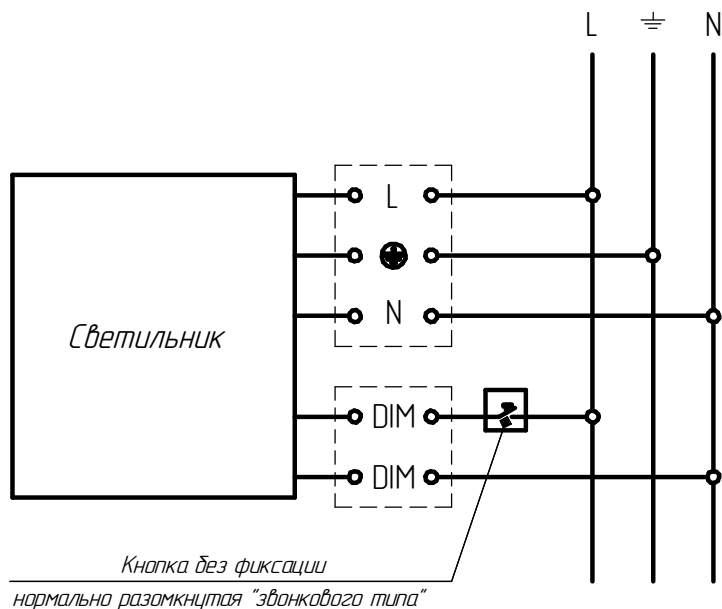 L N
L
N
Светильник
DIM
DIM
Кнопка без фиксации
нормально разомкнутая "звонкового типа"